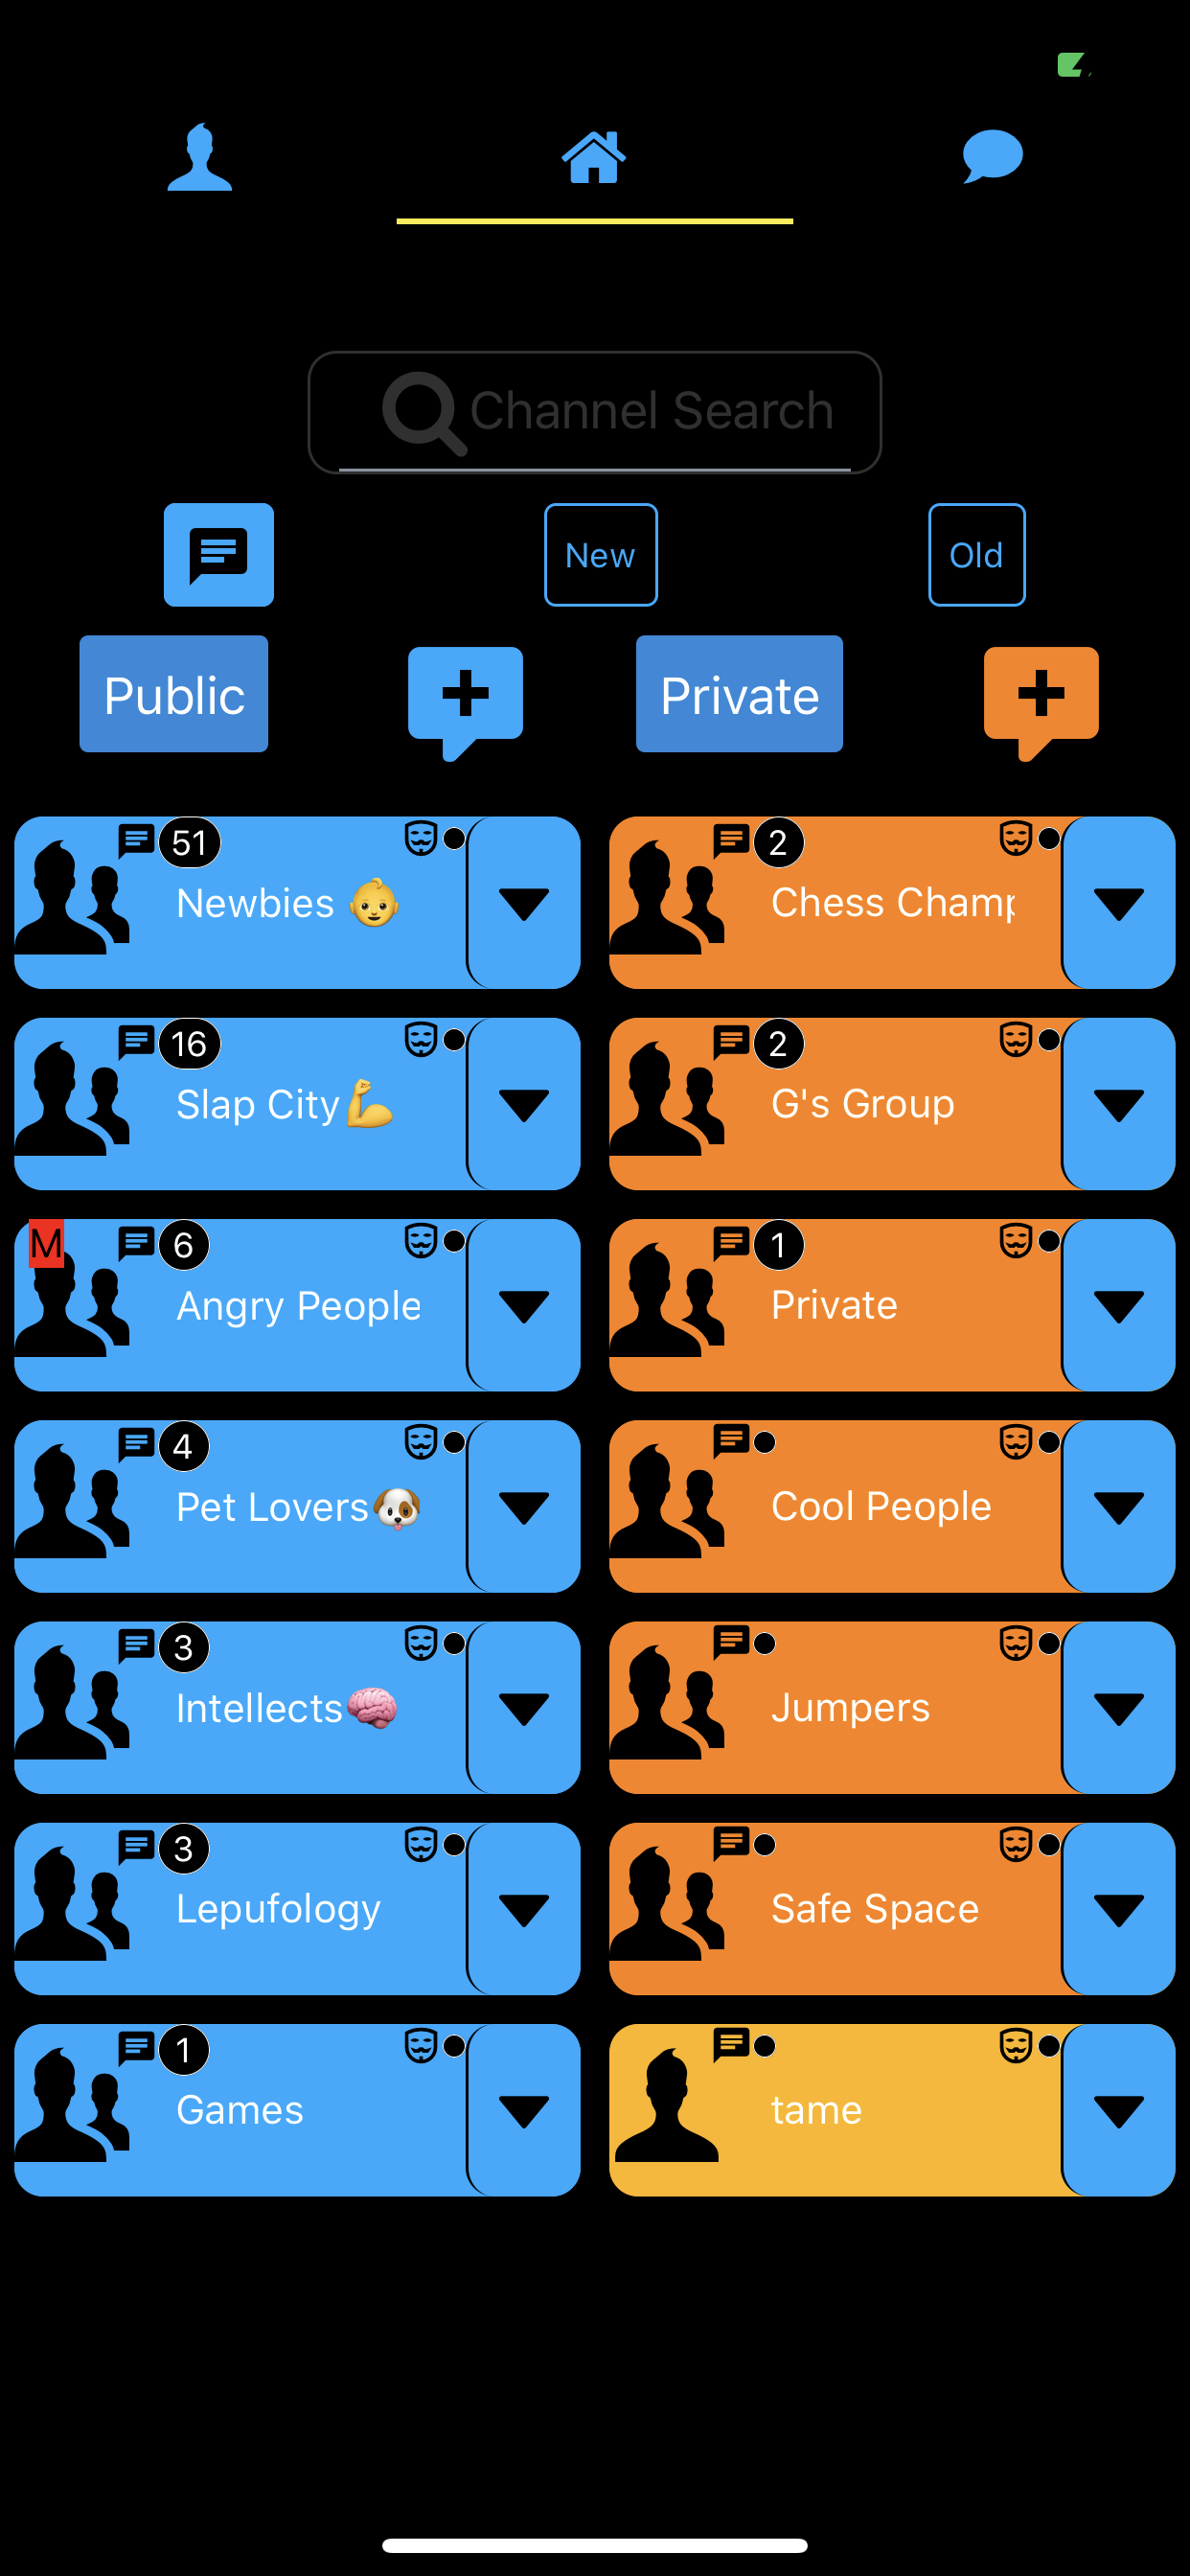 Channel Search
New
Old
Public
Private
51
Newbies 👶
2
Chess Champ
16
Slap City💪
2
G's Group
M
6
Angry People
1
Private
4
Pet Lovers🐶
Cool People
3
Intellects🧠
Jumpers
3
Lepufology
Safe Space
1
Games
tame